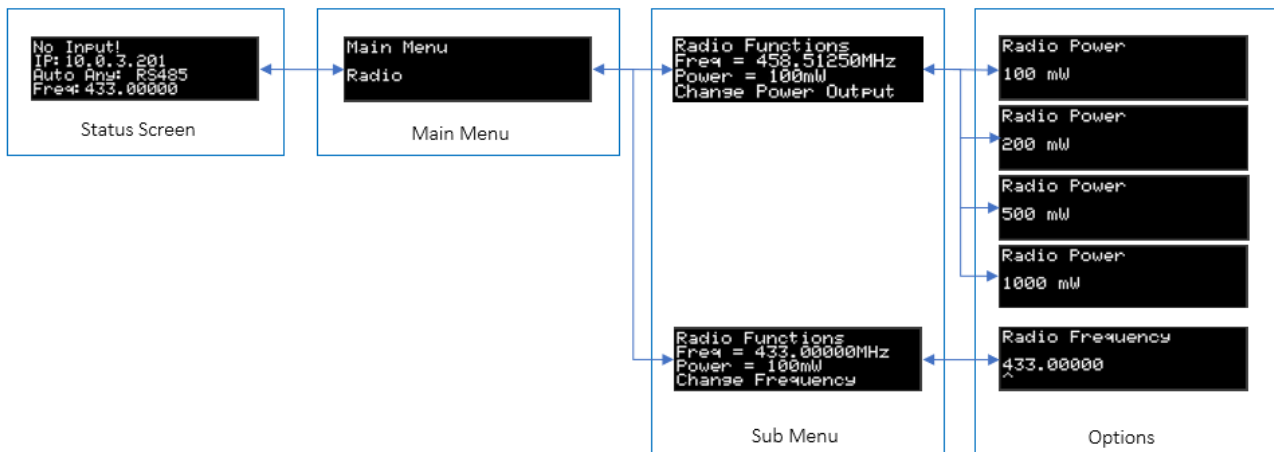 No Input!
IP: 10.0.3.201
Auto Any: RS485
Freq: 433.00000
Status Screen
Main Menu
Radio
Main Menu
Radio Functions
Freq = 458.51250MHz
Power = 100mW
Change Power Output
Radio Functions
Freq = 433.00000MHz
Power = 100mW
Change Frequency
Sub Menu
Radio Power
100 mW
Radio Power
200 mW
Radio Power
500 mW
Radio Power
1000 mW
Radio Frequency
433.00000
^
Options